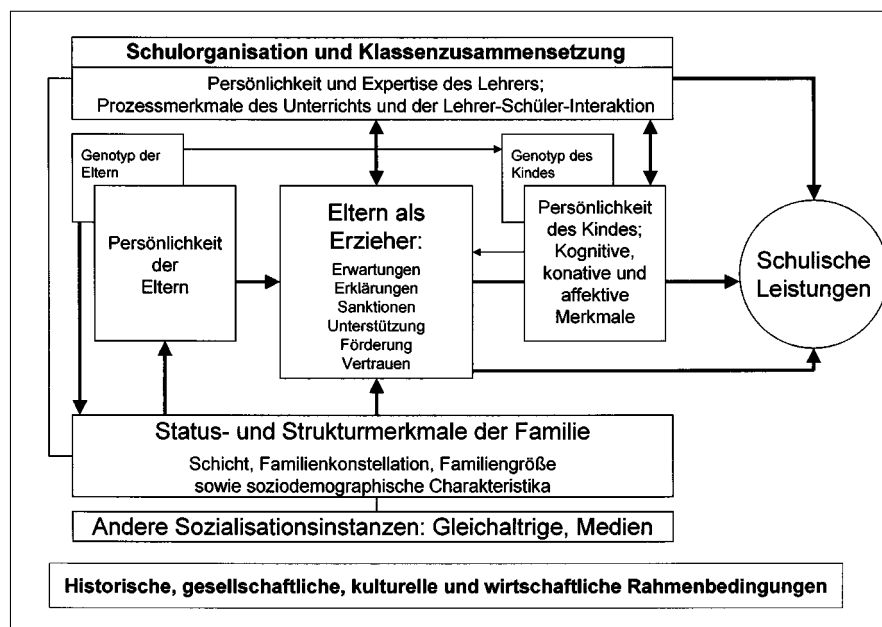 Schulorganisation und Klassenzusammensetzung
Persönlichkeit und Expertise des Lehrers;
Prozessmerkmale des Unterrichts und der Lehrer-Schüler-Interaktion
Genotyp der
Eltern
Persönlichkeit
der
Eltern
Eltern als
Erzieher:
Erwartungen
Erklärungen
Sanktionen
Unterstützung
Förderung
Vertrauen
Genotyp des
Kindes
Persönlichkeit
des Kindes;
Kognitive,
konative und
affektive
Merkmale
Schulische
Leistungen
Status- und Strukturmerkmale der Familie
Schicht, Familienkonstellation, Familiengröße
sowie soziodemographische Charakteristika
Andere Sozialisationsinstanzen: Gleichaltrige, Medien
Historische, gesellschaftliche, kulturelle und wirtschaftliche Rahmenbedingungen